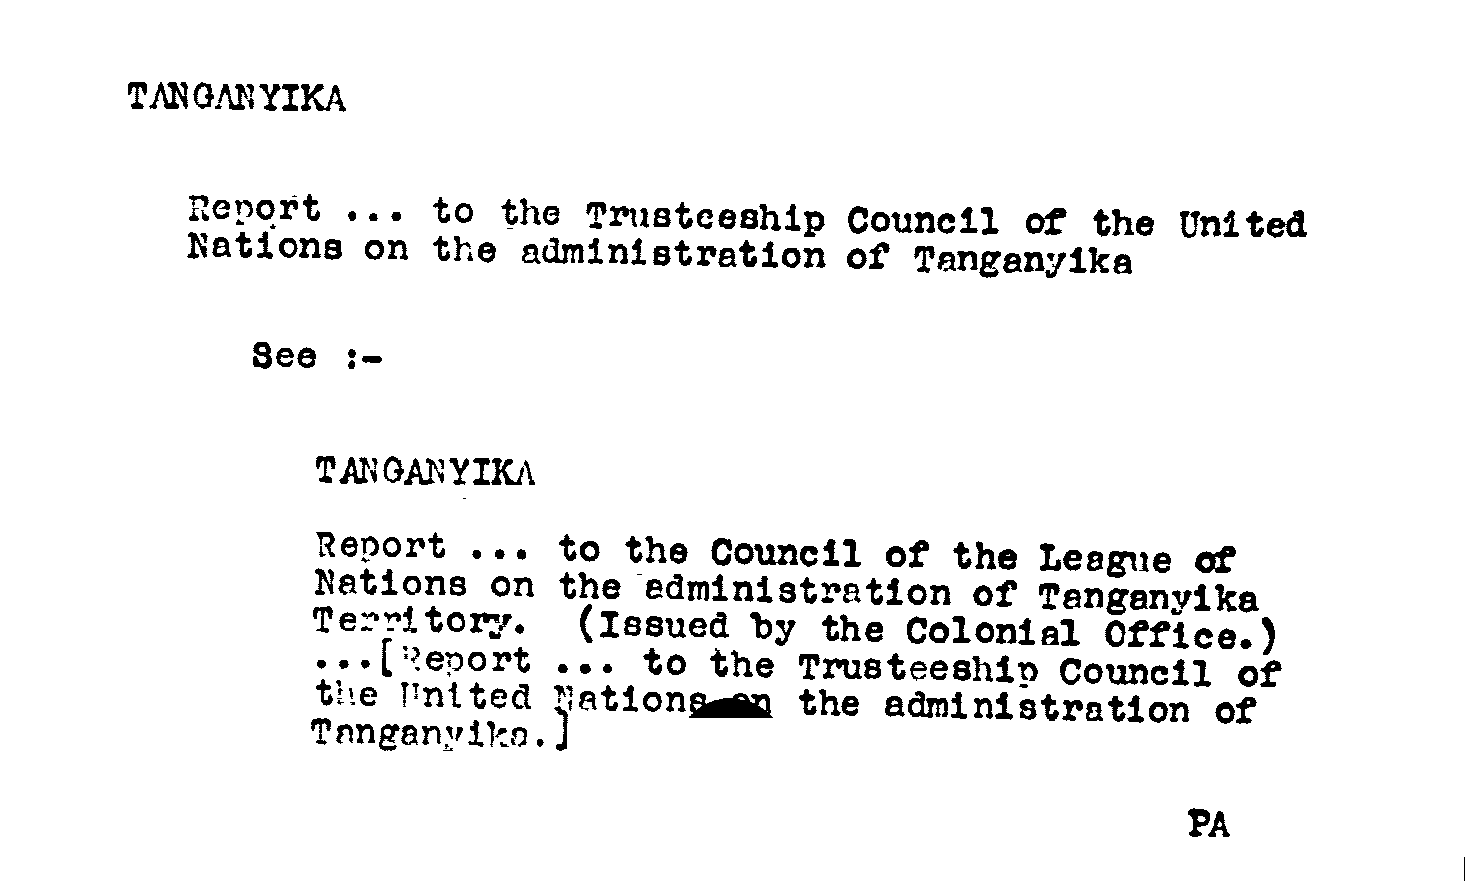 TANGANYIKA
Report ... to the Trusteeship Council of the United
Nations on the administration of Tanganyika
See :-
TANGANYIKA
Report ... to the Council of the League of
Nations on the administration of Tanganyika
Territory. (Issued by the Colonial Office.)
...[Report ... to the Trusteeship Council of
the United Nations on the administration of
Tanganyika.]
PA